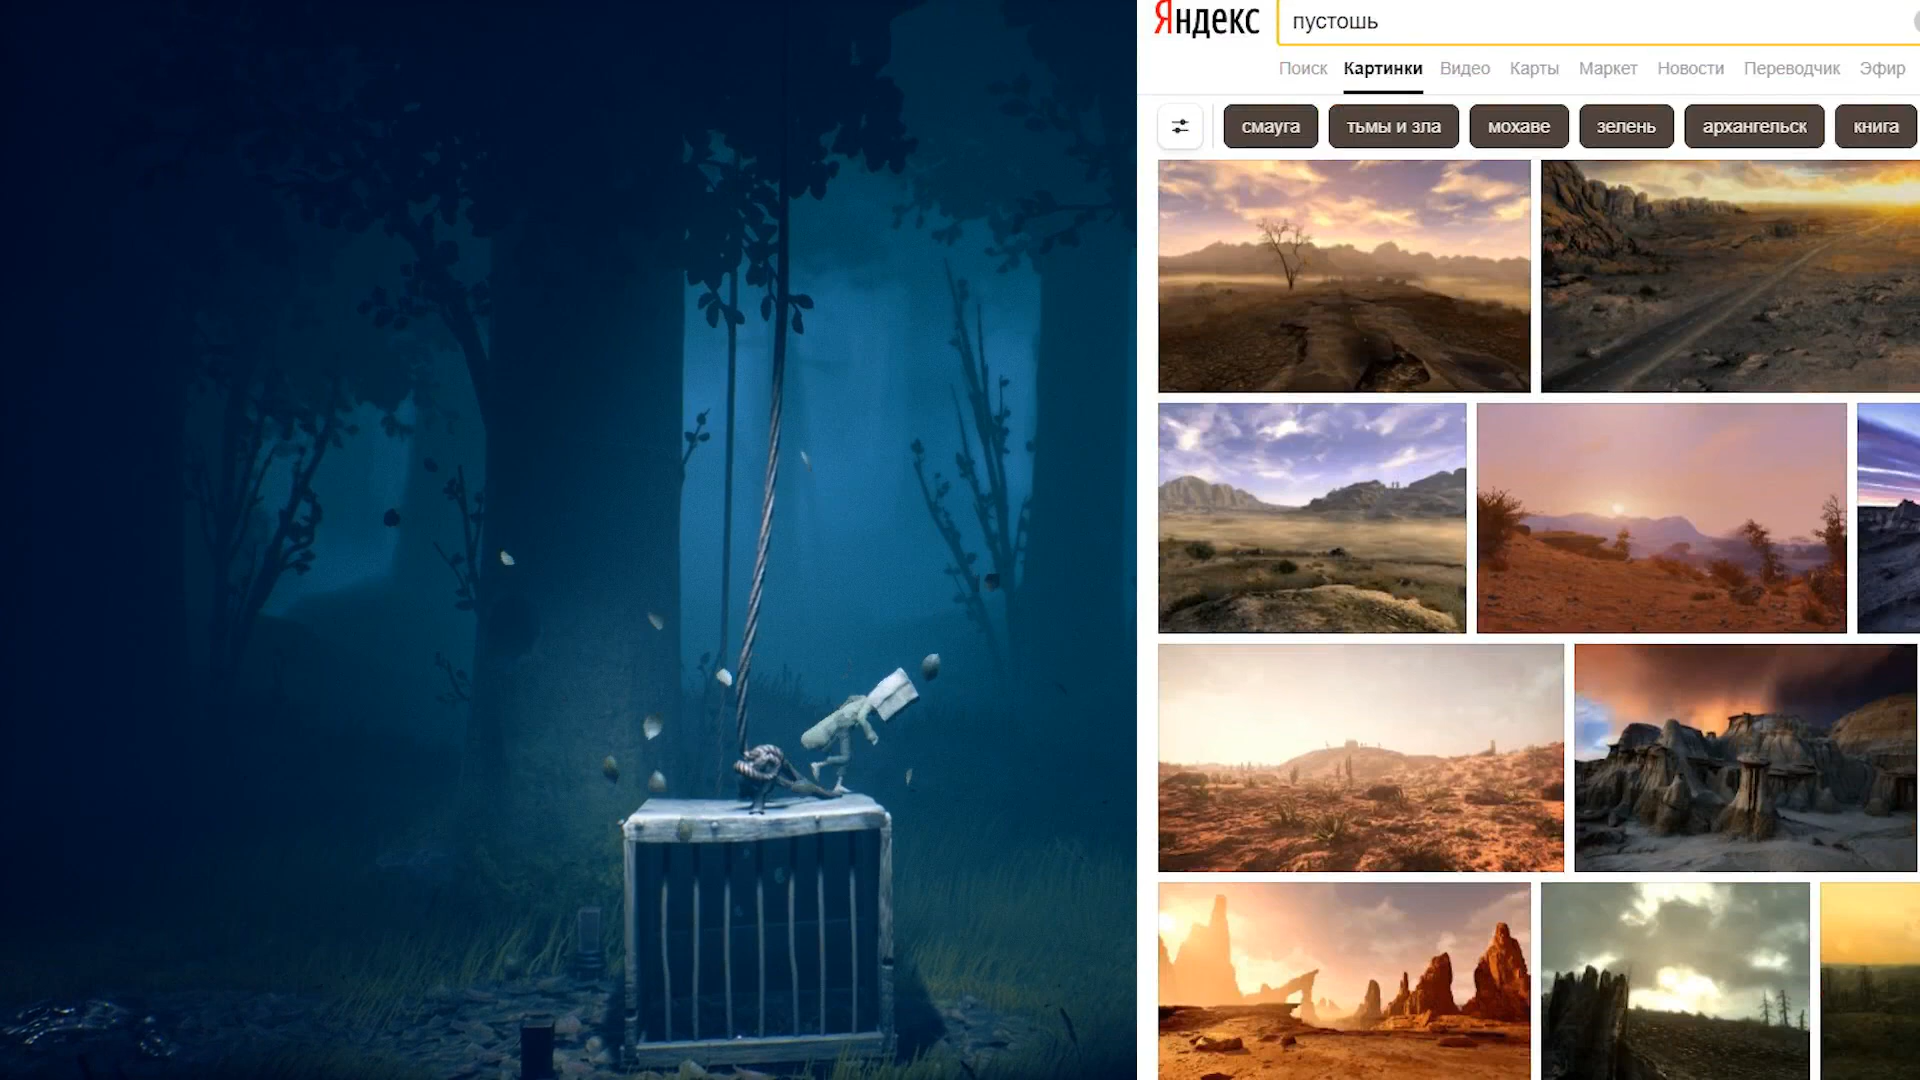 Яндекс
пустошь
Поиск Картинки Видео Карты Маркет Новости Переводчик Эфир
смауга тьмы и зла мохаве зелень архангельск книга